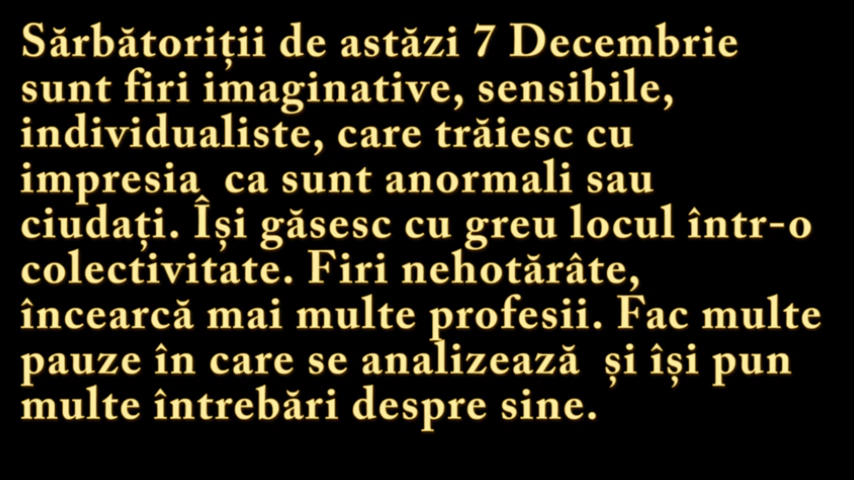 Sărbătoriții de astăzi 7 Decembrie
sunt firi imaginative, sensibile,
individualiste, care trăiesc cu
impresia  ca sunt anormali sau
ciudați. Își găsesc cu greu locul într-o
colectivitate. Firi nehotărâte,
încearcă mai multe profesii. Fac multe
pauze în care se analizează  și își pun
multe întrebări despre sine.